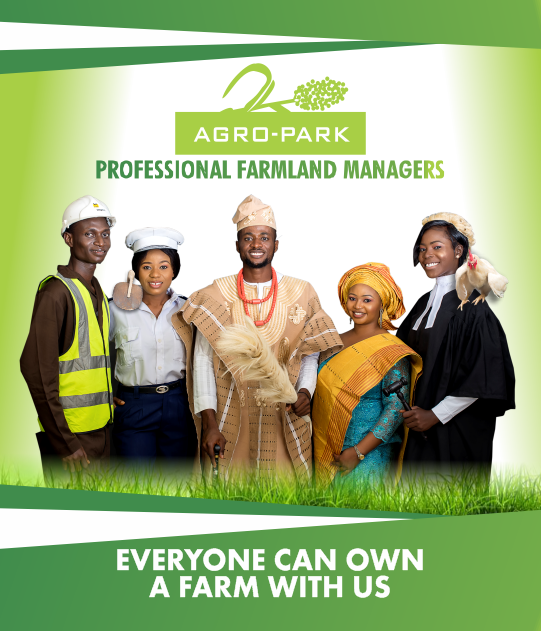 AGRO-PARK
PROFESSIONAL FARMLAND MANAGERS
EVERYONE CAN OWN
A FARM WITH US